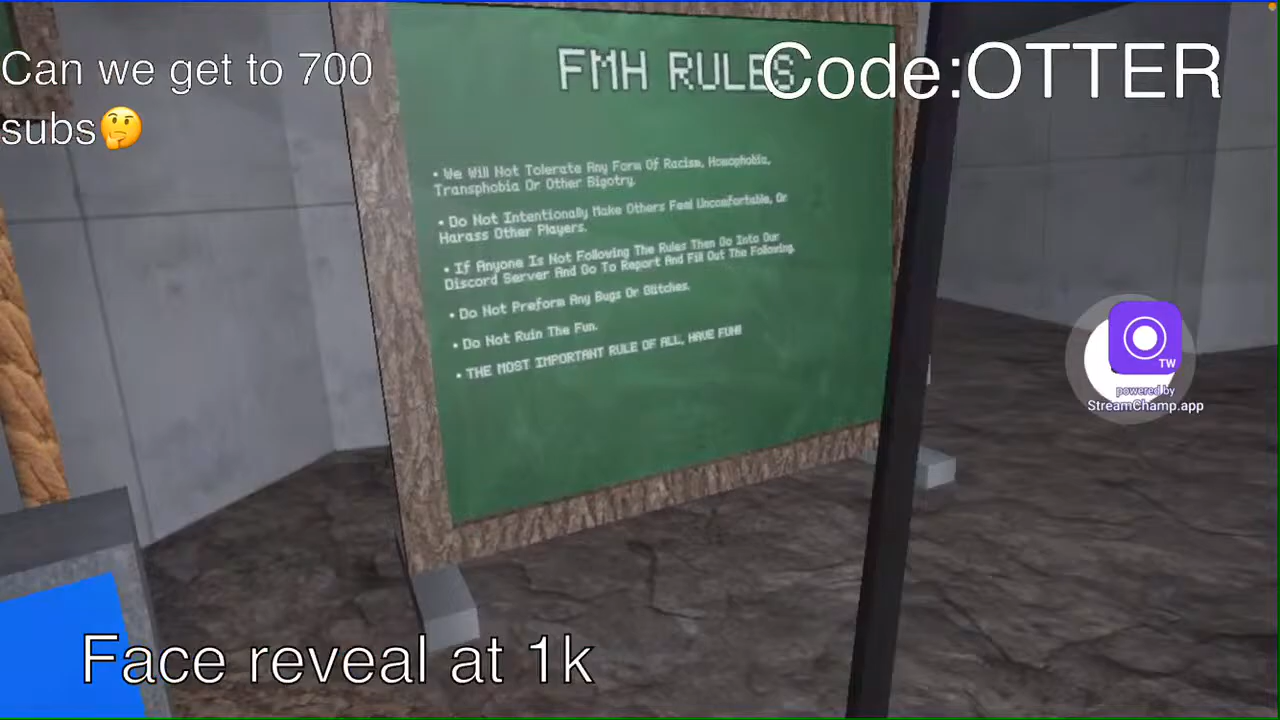 Can we get to 700
subs🤔
Code:OTTER
FMH RULES
• We Will Not Tolerate Any Form Of Racism, Homophobia,
Transphobia Or Other Bigotry.
• Do Not Intentionally Make Others Feel Uncomfortable, Or
Harass Other Players.
• If Anyone Is Not Following The Rules Then Go Into Our
Discord Server And Go To Report And Fill Out The Following.
• Do Not Preform Any Bugs Or Glitches.
• Do Not Ruin The Fun.
• THE MOST IMPORTANT RULE OF ALL, HAVE FUN!
TW
powered by
StreamChamp.app
Face reveal at 1k